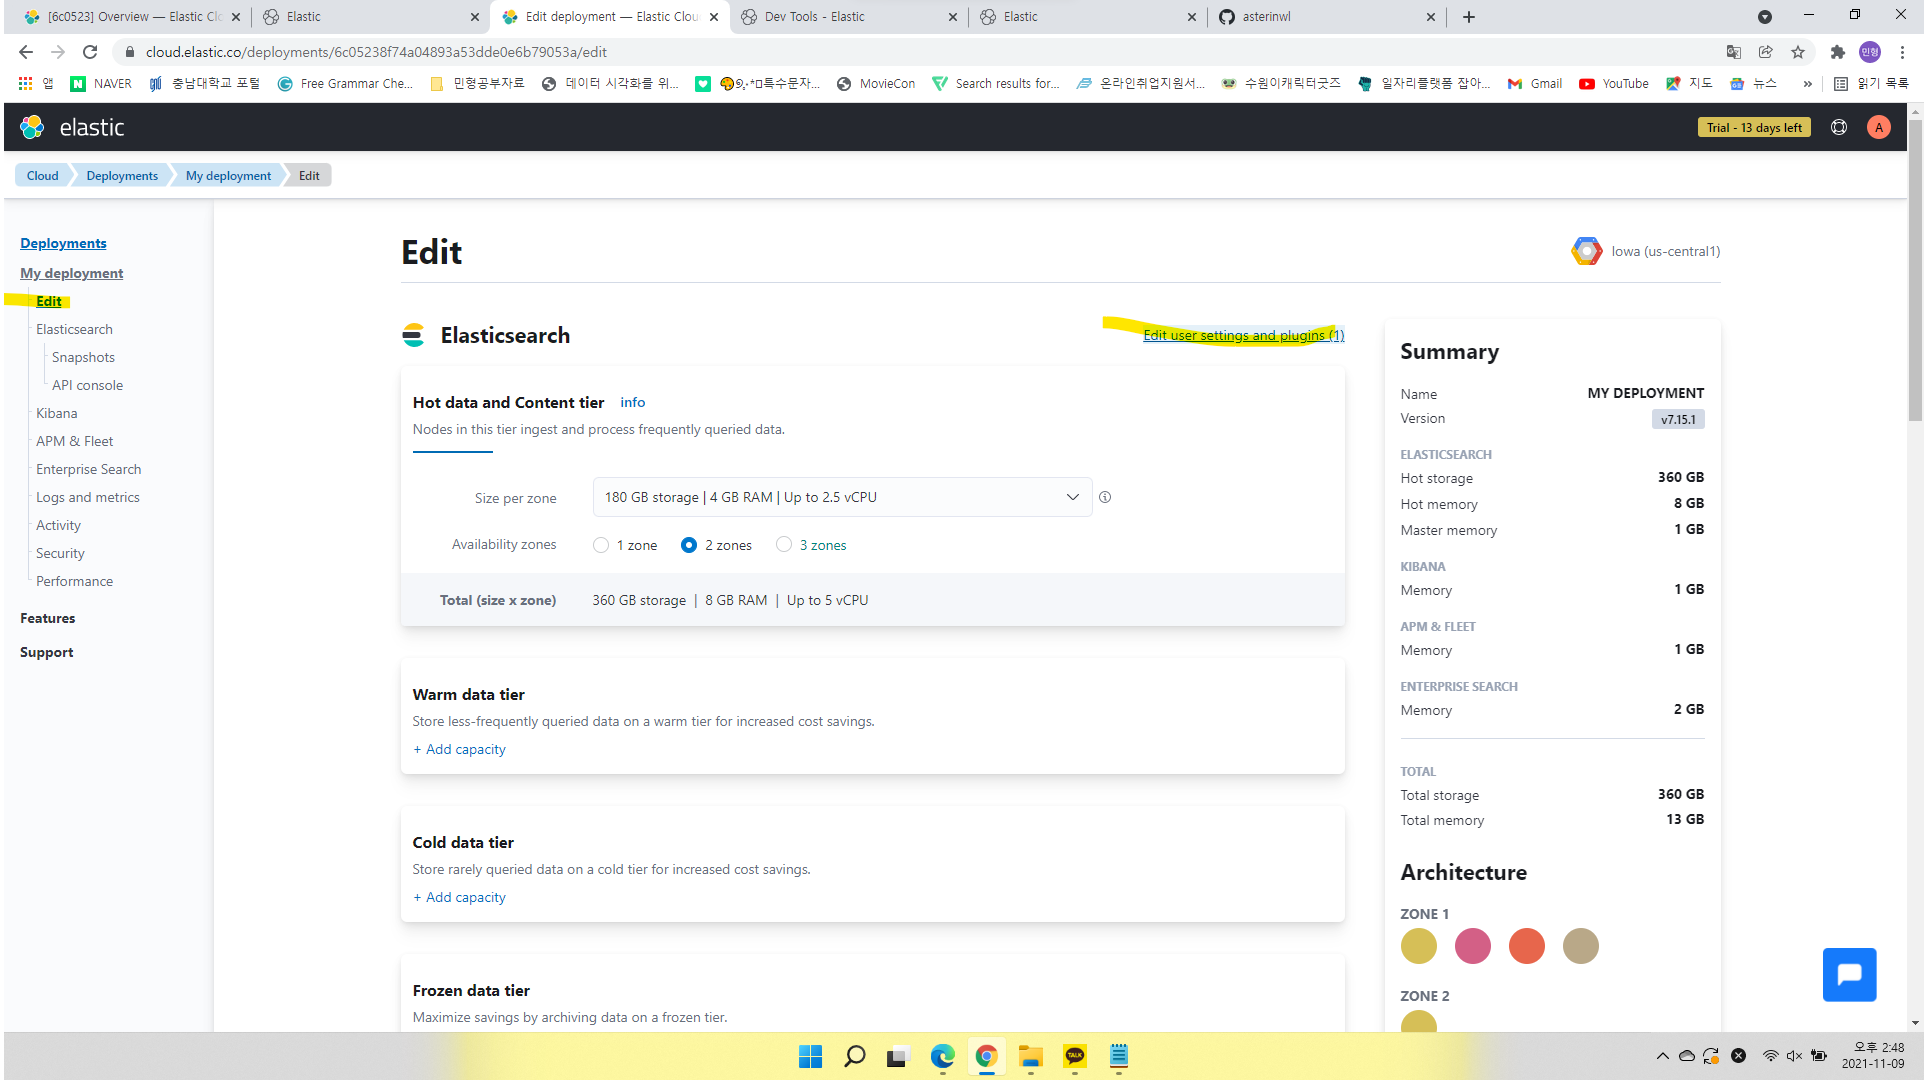 [6c0523] Overview — Elastic Clo
Elastic
Edit deployment — Elastic Clou
Dev Tools - Elastic
Elastic
asterinwl
cloud.elastic.co/deployments/6c05238f74a04893a53dde0e6b79053a/edit
민형
앱
NAVER
충남대학교 포털
Free Grammar Che...
민형공부자료
데이터 시각화를 위...
MovieCon
Search results for...
온라인취업지원서...
수원이캐릭터굿즈
일자리플랫폼 잡아...
Gmail
YouTube
지도
뉴스
»
읽기 목록
elastic
Trial - 13 days left
A
Cloud
Deployments
My deployment
Edit
Deployments
My deployment
Edit
Elasticsearch
Snapshots
API console
Kibana
APM & Fleet
Enterprise Search
Logs and metrics
Activity
Security
Performance
Features
Support
Edit
Iowa (us-central1)
Elasticsearch
Edit user settings and plugins (1)
Hot data and Content tier info
Nodes in this tier ingest and process frequently queried data.
Size per zone
180 GB storage | 4 GB RAM | Up to 2.5 vCPU
Availability zones
1 zone
2 zones
3 zones
Total (size x zone)
360 GB storage | 8 GB RAM | Up to 5 vCPU
Warm data tier
Store less-frequently queried data on a warm tier for increased cost savings.
+ Add capacity
Cold data tier
Store rarely queried data on a cold tier for increased cost savings.
+ Add capacity
Frozen data tier
Maximize savings by archiving data on a frozen tier.
Summary
Name MY DEPLOYMENT
Version v7.15.1
ELASTICSEARCH
Hot storage 360 GB
Hot memory 8 GB
Master memory 1 GB
KIBANA
Memory 1 GB
APM & FLEET
Memory 1 GB
ENTERPRISE SEARCH
Memory 2 GB
TOTAL
Total storage 360 GB
Total memory 13 GB
Architecture
ZONE 1
ZONE 2
TALK
오후 2:48
2021-11-09